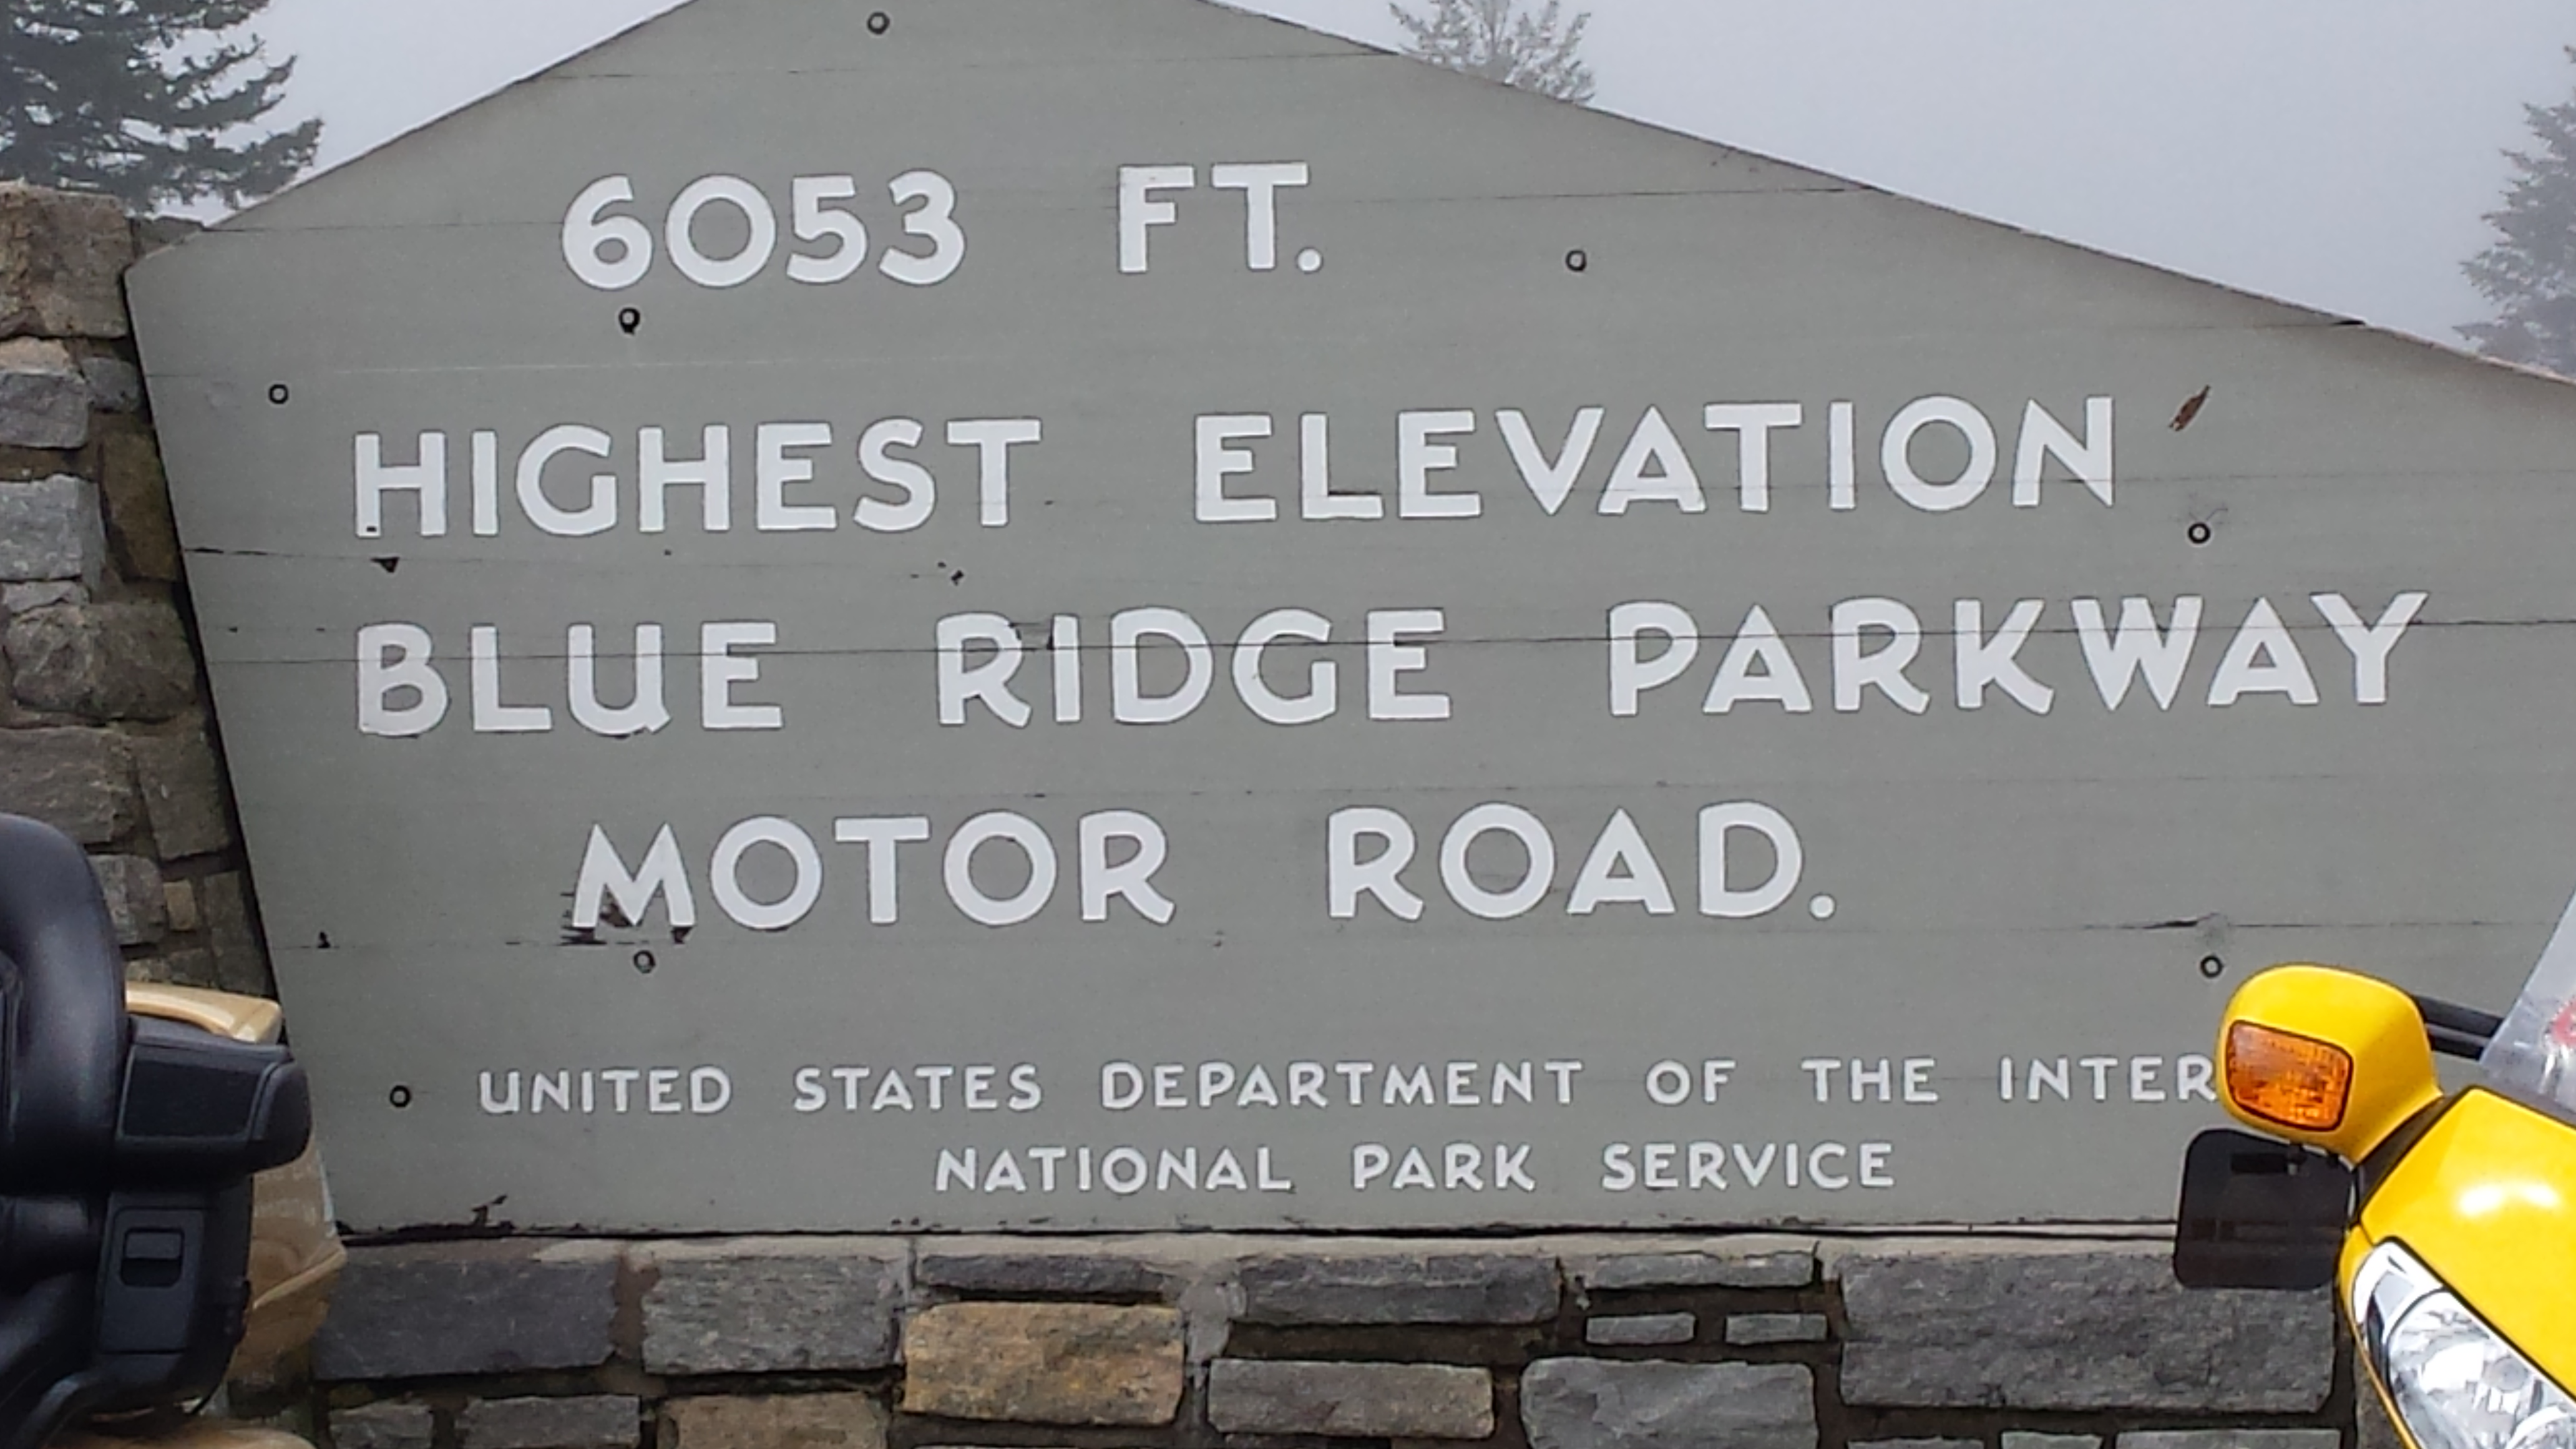 6053 FT.
HIGHEST ELEVATION
BLUE RIDGE PARKWAY
MOTOR ROAD.
UNITED STATES DEPARTMENT OF THE INTER
NATIONAL PARK SERVICE